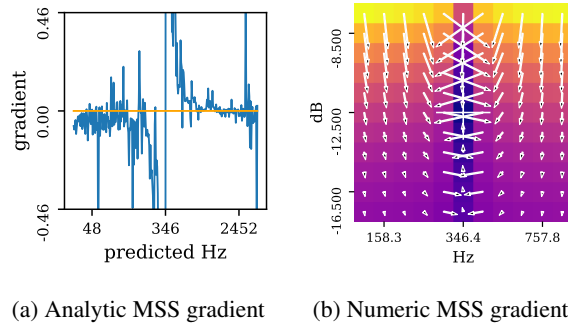 0.46
0.00
-0.46
gradient
48
346
2452
predicted Hz
-8.500
-12.500
-16.500
dB
158.3
346.4
757.8
Hz
(a) Analytic MSS gradient
(b) Numeric MSS gradient